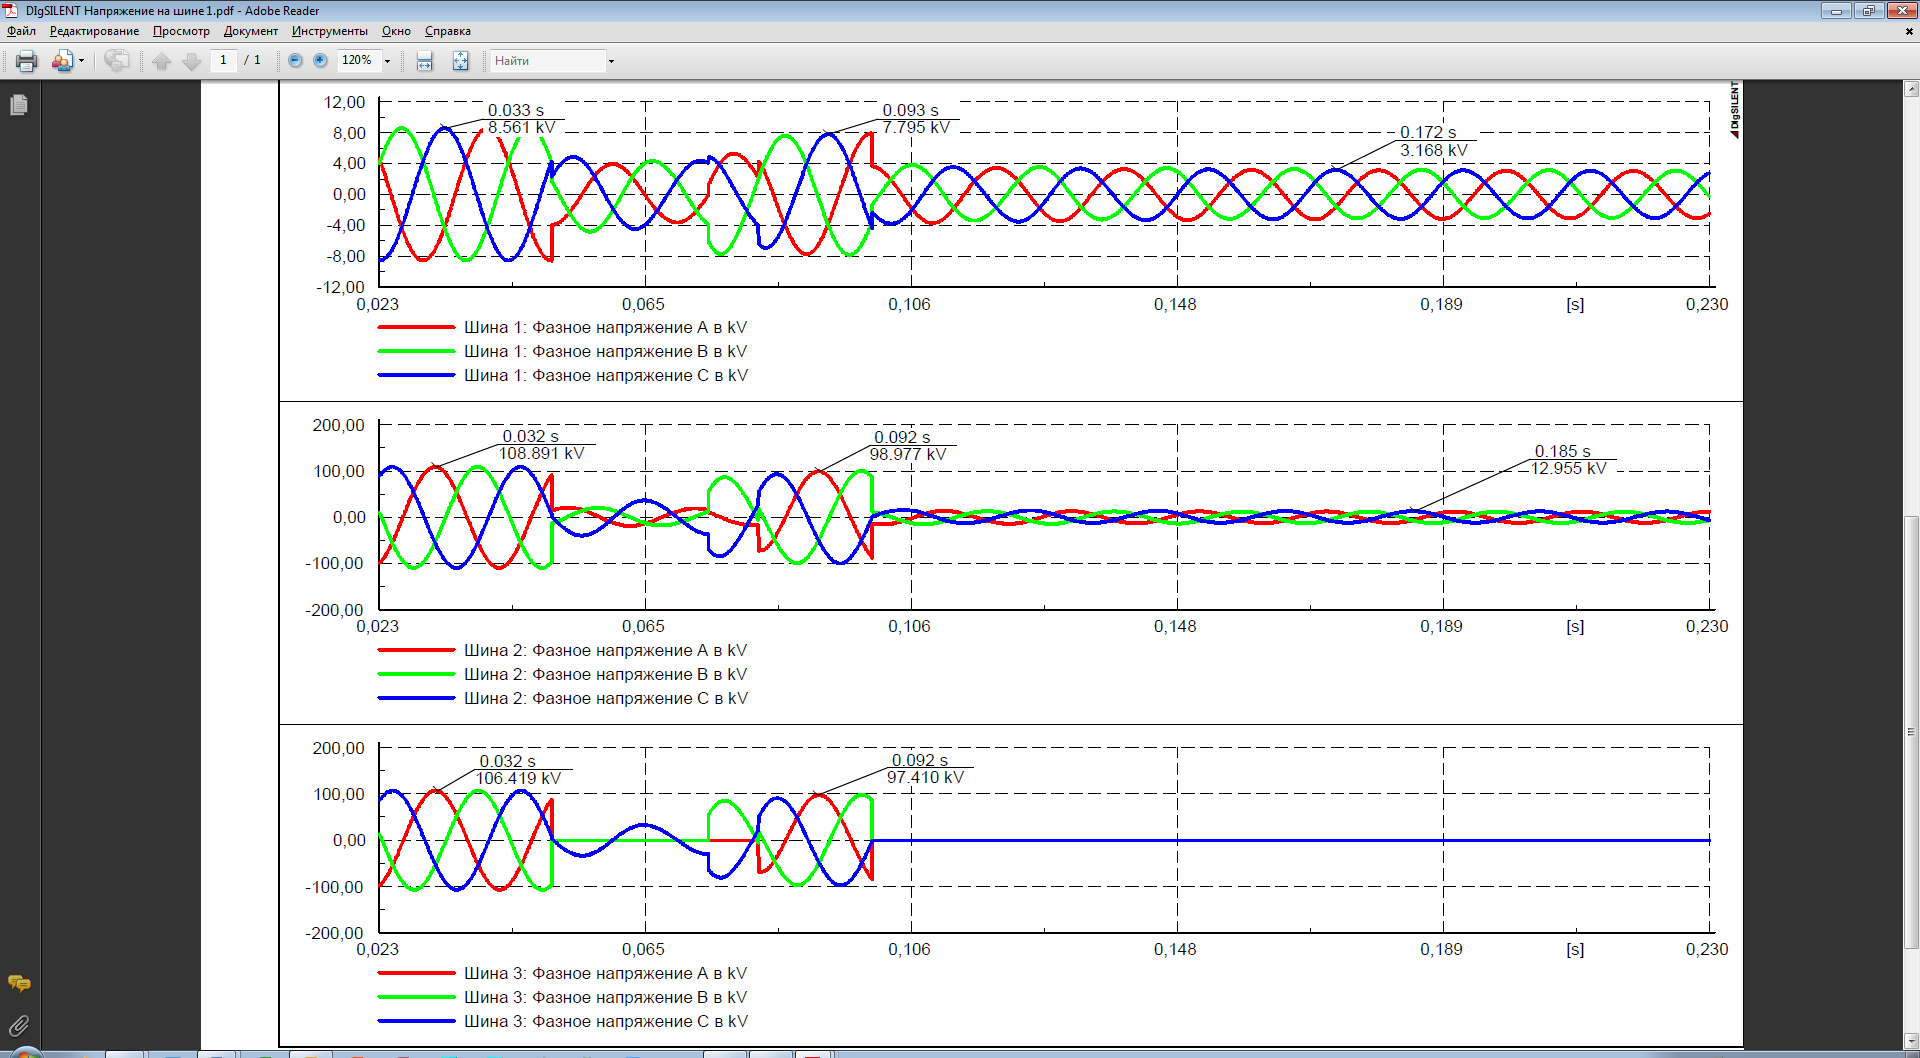 DIgSILENT Напряжение на шине 1.pdf - Adobe Reader
Файл Редактирование Просмотр Документ Инструменты Окно Справка
1 / 1 120% Найти
DIgSILENT
12,00
8,00
4,00
0,00
-4,00
-8,00
-12,00
0.033 s
8.561 kV
0.093 s
7.795 kV
0.172 s
3.168 kV
0,023 0,065 0,106 0,148 0,189 [s] 0,230
Шина 1: Фазное напряжение A в kV
Шина 1: Фазное напряжение B в kV
Шина 1: Фазное напряжение C в kV
200,00
100,00
0,00
-100,00
-200,00
0.032 s
108.891 kV
0.092 s
98.977 kV
0.185 s
12.955 kV
0,023 0,065 0,106 0,148 0,189 [s] 0,230
Шина 2: Фазное напряжение A в kV
Шина 2: Фазное напряжение B в kV
Шина 2: Фазное напряжение C в kV
200,00
100,00
0,00
-100,00
-200,00
0.032 s
106.419 kV
0.092 s
97.410 kV
0,023 0,065 0,106 0,148 0,189 [s] 0,230
Шина 3: Фазное напряжение A в kV
Шина 3: Фазное напряжение B в kV
Шина 3: Фазное напряжение C в kV